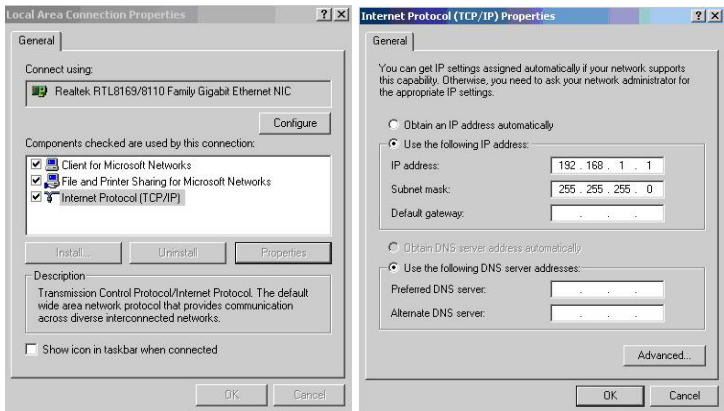 Local Area Connection Properties
General
Connect using:
Realtek RTL8169/8110 Family Gigabit Ethernet NIC
Configure
Components checked are used by this connection:
Client for Microsoft Networks
File and Printer Sharing for Microsoft Networks
Internet Protocol (TCP/IP)
Install...
Uninstall
Properties
Description
Transmission Control Protocol/Internet Protocol. The default
wide area network protocol that provides communication
across diverse interconnected networks.
Show icon in taskbar when connected
OK
Cancel
Internet Protocol (TCP/IP) Properties
General
You can get IP settings assigned automatically if your network supports
this capability. Otherwise, you need to ask your network administrator for
the appropriate IP settings.
Obtain an IP address automatically
Use the following IP address:
IP address: 192 . 168 . 1 . 1
Subnet mask: 255 . 255 . 255 . 0
Default gateway: . . .
Obtain DNS server address automatically
Use the following DNS server addresses:
Preferred DNS server: . . .
Alternate DNS server: . . .
Advanced...
OK
Cancel